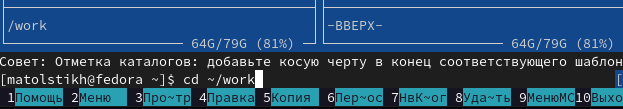 /work -ВВЕРХ-
64G/79G (81%) 64G/79G (81%)
Совет: Отметка каталогов: добавьте косую черту в конец соответствующего шаблон
[matolstikh@fedora ~]$ cd ~/work [
1Помощь 2Меню 3Про~тр 4Правка 5Копия 6Пер~ос 7НвК~ог 8Уда~ть 9МенюMC 10Выхо